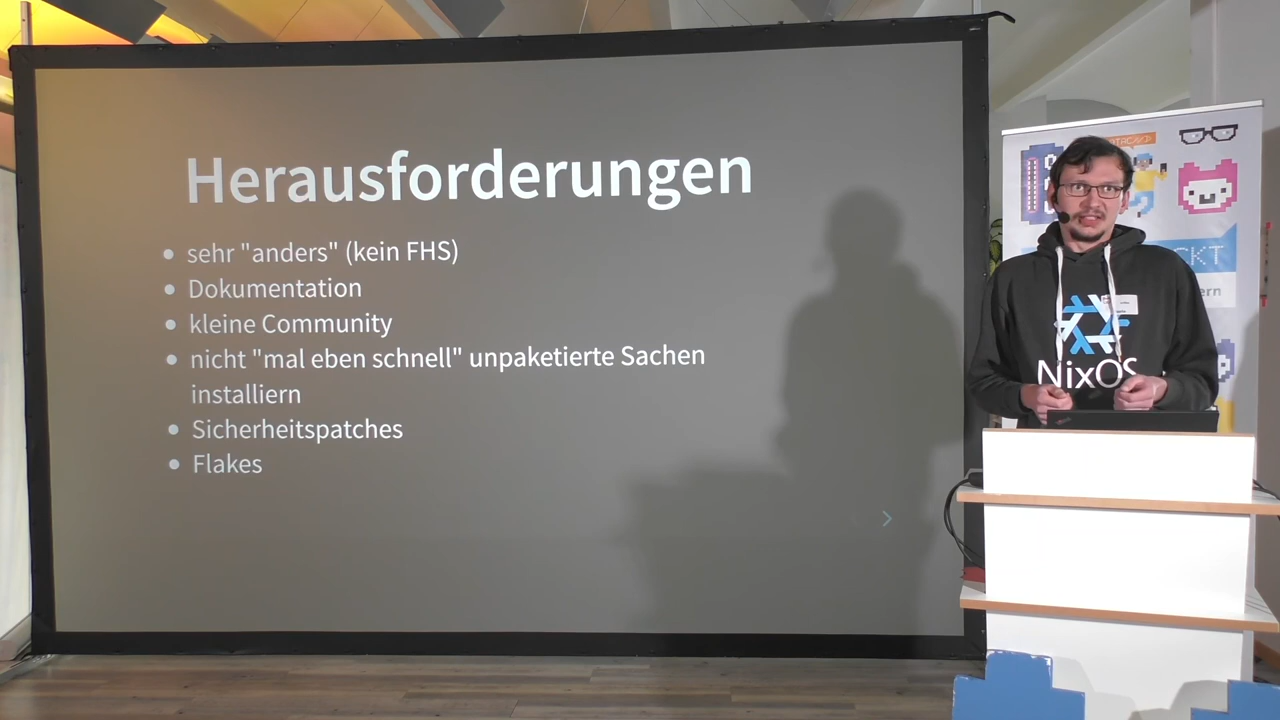 Herausforderungen
sehr "anders" (kein FHS)
Dokumentation
kleine Community
nicht "mal eben schnell" unpaketierte Sachen
installiern
Sicherheitspatches
Flakes
NixOS